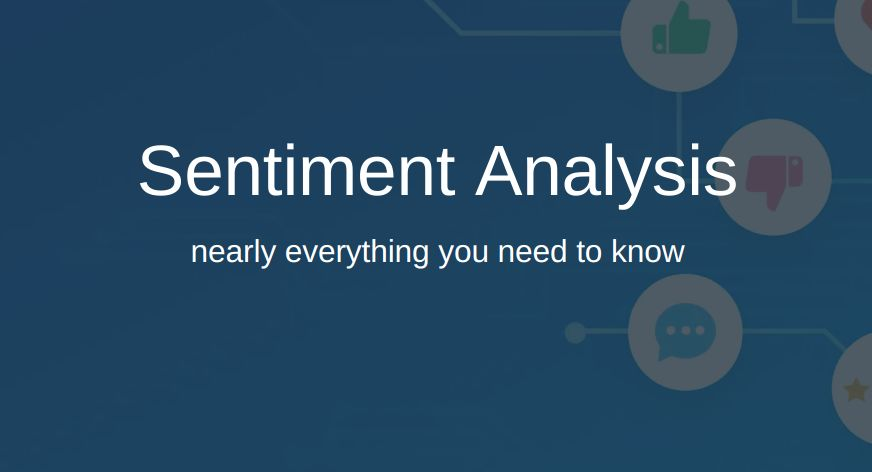 Sentiment Analysis
nearly everything you need to know